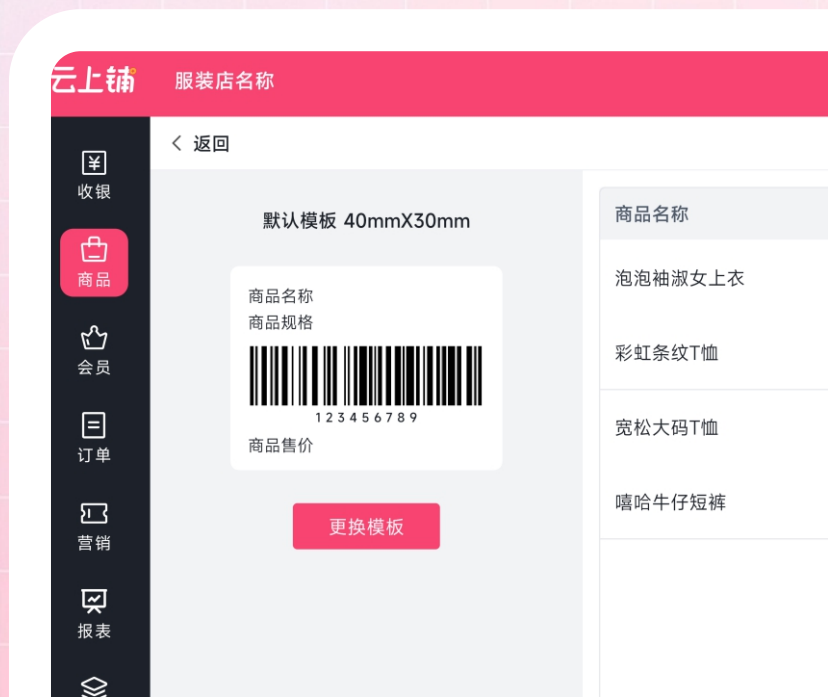 云上铺
服装店名称
返回
收银
商品
会员
订单
营销
报表
默认模板 40mmX30mm
商品名称
商品规格
123456789
商品售价
更换模板
商品名称
泡泡袖淑女上衣
彩虹条纹T恤
宽松大码T恤
嘻哈牛仔短裤